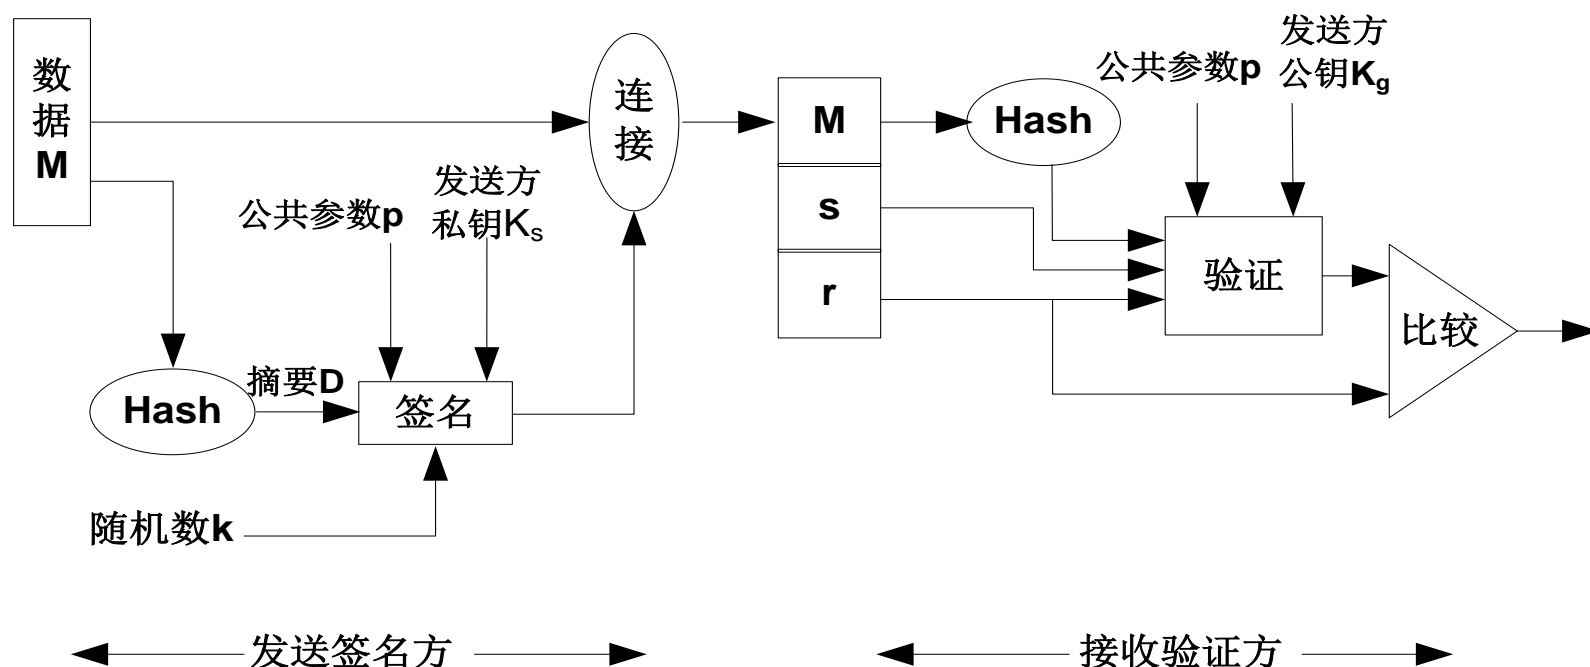 数
据
M
连
接
发送方
私钥Ks
公共参数p
Hash
摘要D
签名
随机数k
发送签名方
M
s
r
Hash
公共参数p
发送方
公钥Kg
验证
比较
接收验证方